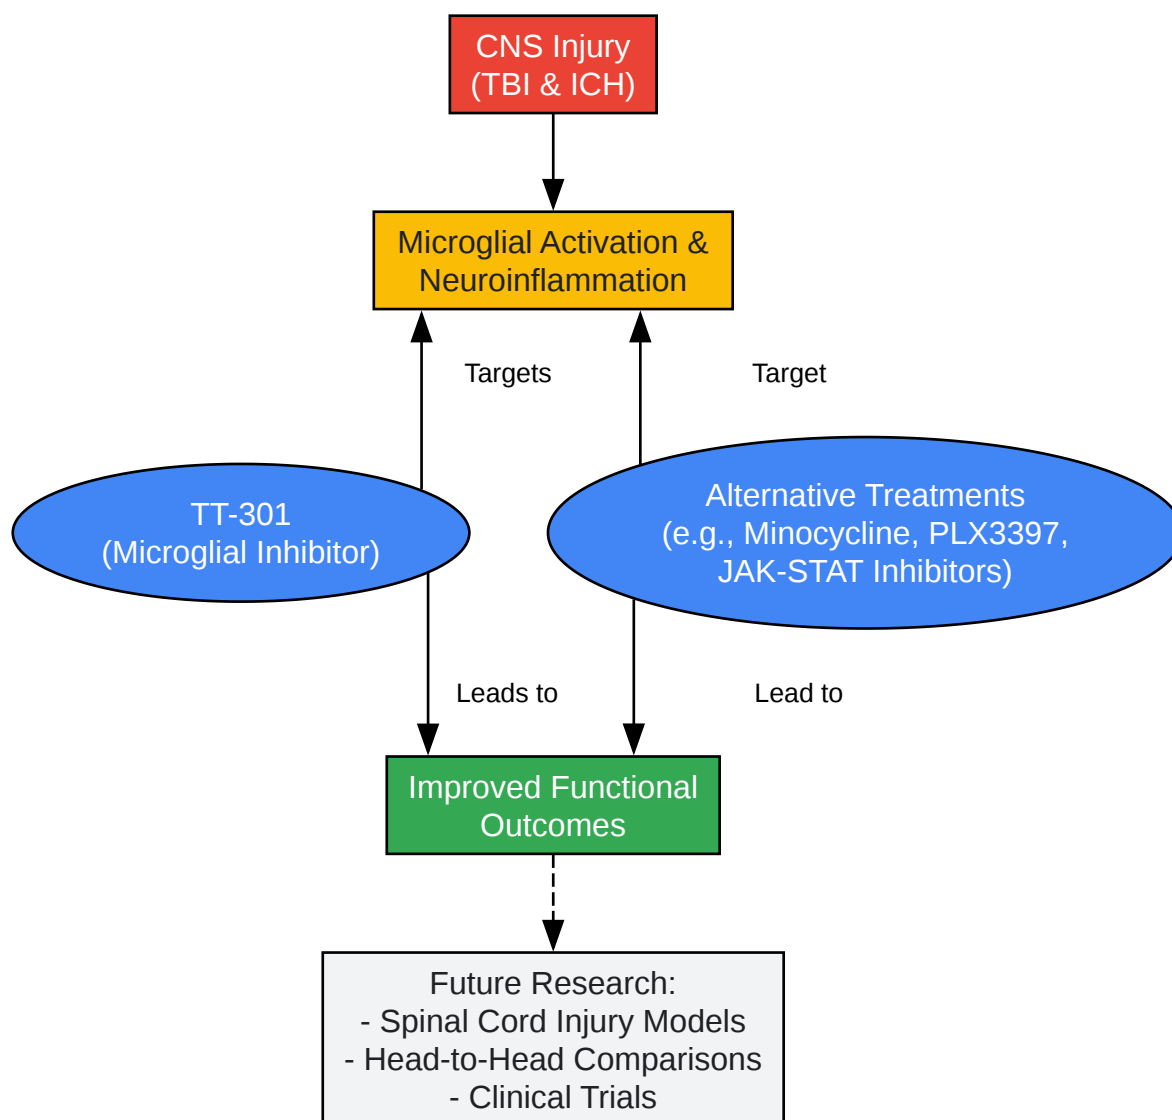 CNS Injury
(TBI & ICH)
Microglial Activation &
Neuroinflammation
Targets
Target
TT-301
(Microglial Inhibitor)
Alternative Treatments
(e.g., Minocycline, PLX3397,
JAK-STAT Inhibitors)
Leads to
Lead to
Improved Functional
Outcomes
Future Research:
- Spinal Cord Injury Models
- Head-to-Head Comparisons
- Clinical Trials